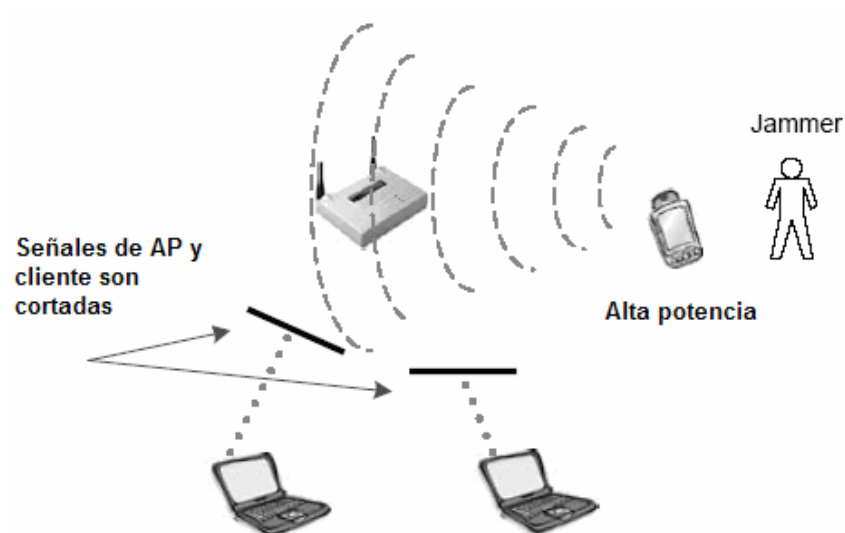 Jammer
Señales de AP y
cliente son
cortadas
Alta potencia